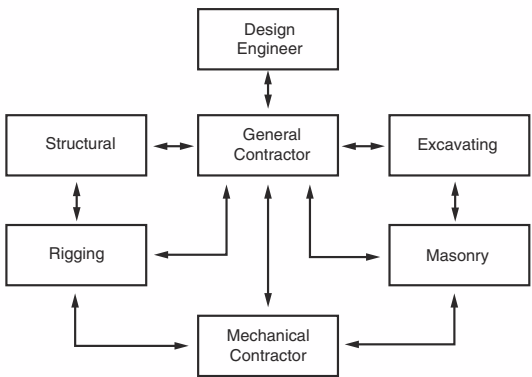 Design
Engineer
Structural
General
Contractor
Excavating
Rigging
Masonry
Mechanical
Contractor